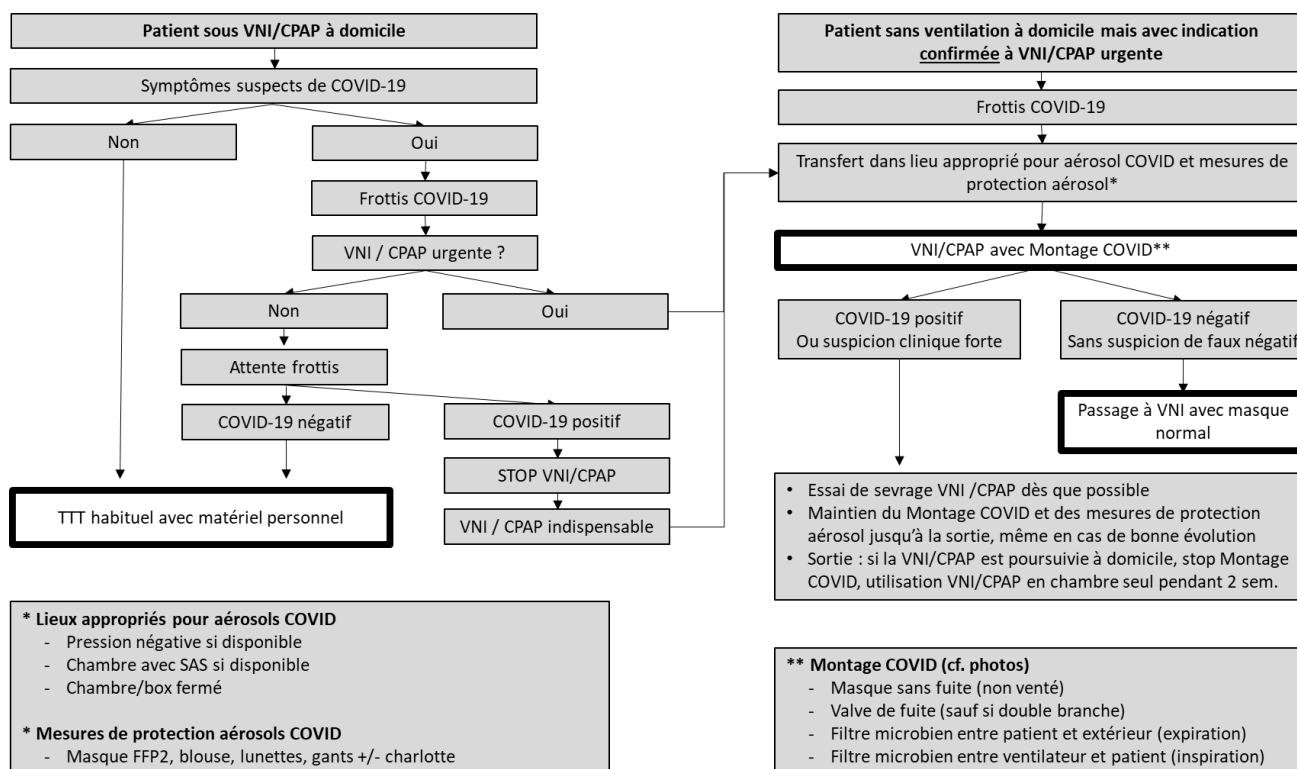 Patient sous VNI/CPAP à domicile
Symptômes suspects de COVID-19
Non
Oui
Frottis COVID-19
VNI / CPAP urgente ?
Non
Oui
Attente frottis
COVID-19 négatif
COVID-19 positif
STOP VNI/CPAP
TTT habituel avec matériel personnel
VNI / CPAP indispensable
Patient sans ventilation à domicile mais avec indication
confirmée à VNI/CPAP urgente
Frottis COVID-19
Transfert dans lieu approprié pour aérosol COVID et mesures de
protection aérosol*
VNI/CPAP avec Montage COVID**
COVID-19 positif
Ou suspicion clinique forte
COVID-19 négatif
Sans suspicion de faux négatif
Passage à VNI avec masque
normal
• Essai de sevrage VNI /CPAP dès que possible
• Maintien du Montage COVID et des mesures de protection
aérosol jusqu'à la sortie, même en cas de bonne évolution
• Sortie : si la VNI/CPAP est poursuivie à domicile, stop Montage
COVID, utilisation VNI/CPAP en chambre seul pendant 2 sem.
* Lieux appropriés pour aérosols COVID
- Pression négative si disponible
- Chambre avec SAS si disponible
- Chambre/box fermé
* Mesures de protection aérosols COVID
- Masque FFP2, blouse, lunettes, gants +/- charlotte
** Montage COVID (cf. photos)
- Masque sans fuite (non venté)
- Valve de fuite (sauf si double branche)
- Filtre microbien entre patient et extérieur (expiration)
- Filtre microbien entre ventilateur et patient (inspiration)